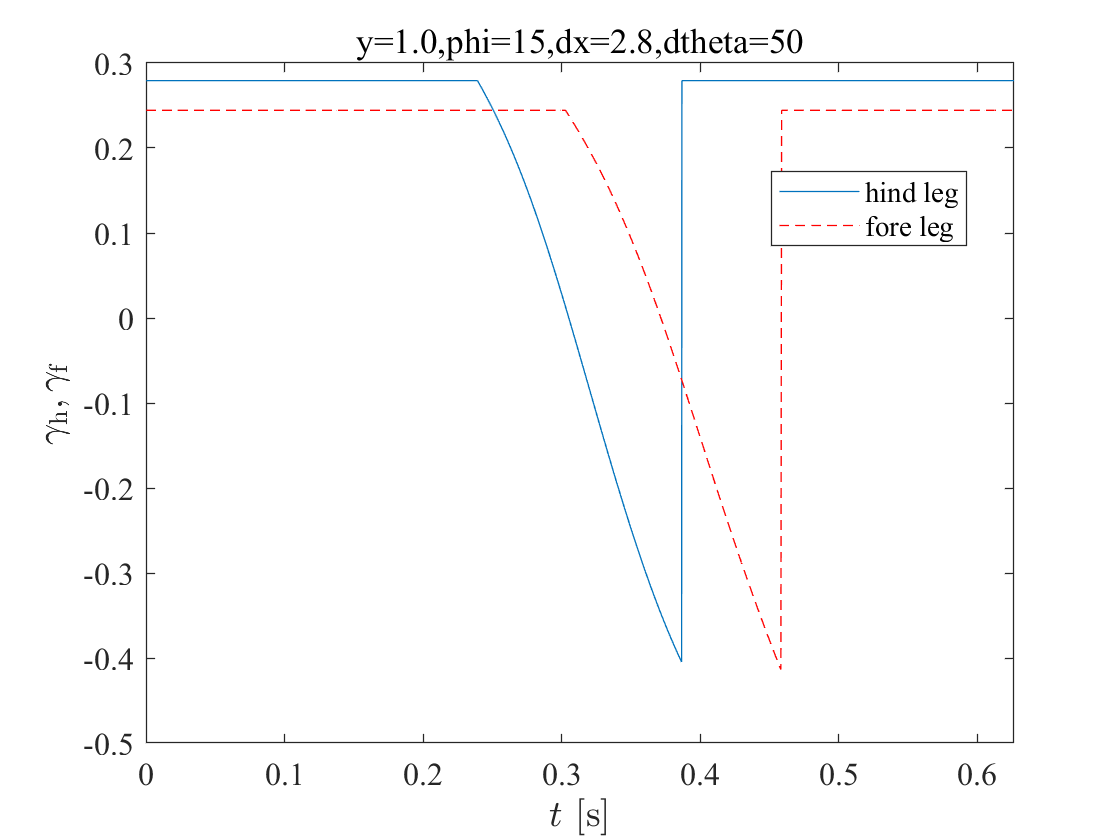 y=1.0,phi=15,dx=2.8,dtheta=50
0.3
0.2
0.1
0
-0.1
-0.2
-0.3
-0.4
-0.5
γh, γf
hind leg
fore leg
0 0.1 0.2 0.3 0.4 0.5 0.6
t [s]